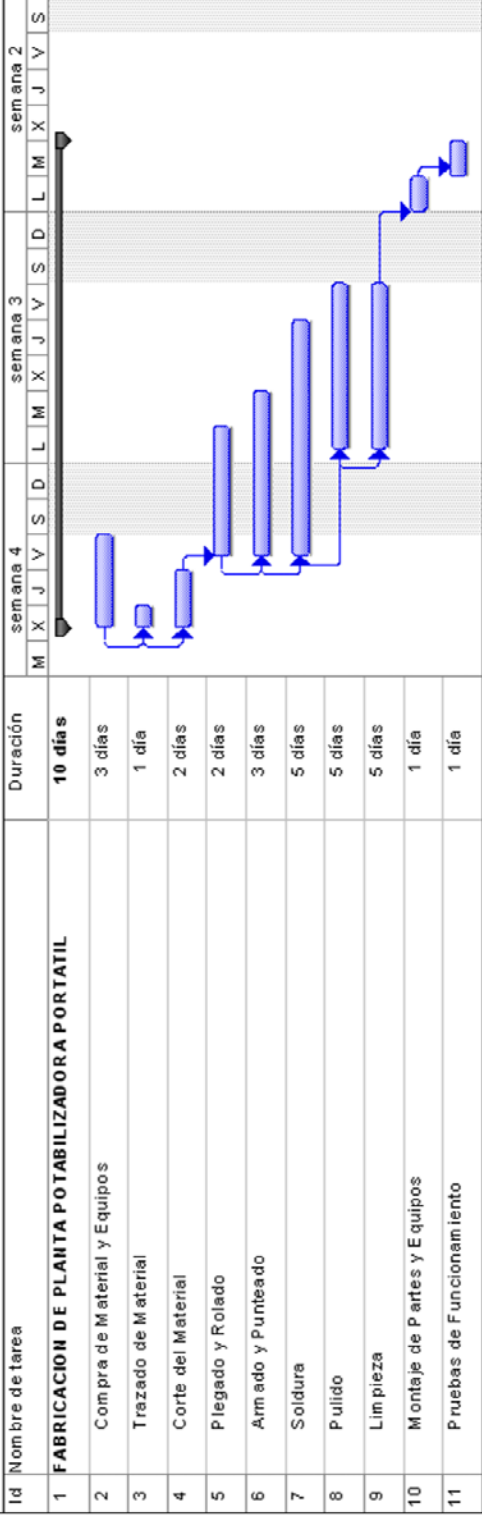 Id Nombre de tarea Duración semana 4 semana 3 semana 2
M X J V S D L M X J V S D L M X J V S
1 FABRICACION DE PLANTA POTABILIZADORA PORTATIL 10 días
2 Compra de Material y Equipos 3 días
3 Trazado de Material 1 día
4 Corte del Material 2 días
5 Plegado y Rolado 2 días
6 Armado y Punteado 3 días
7 Soldura 5 días
8 Pulido 5 días
9 Limpieza 5 días
10 Montaje de Partes y Equipos 1 día
11 Pruebas de Funcionamiento 1 día